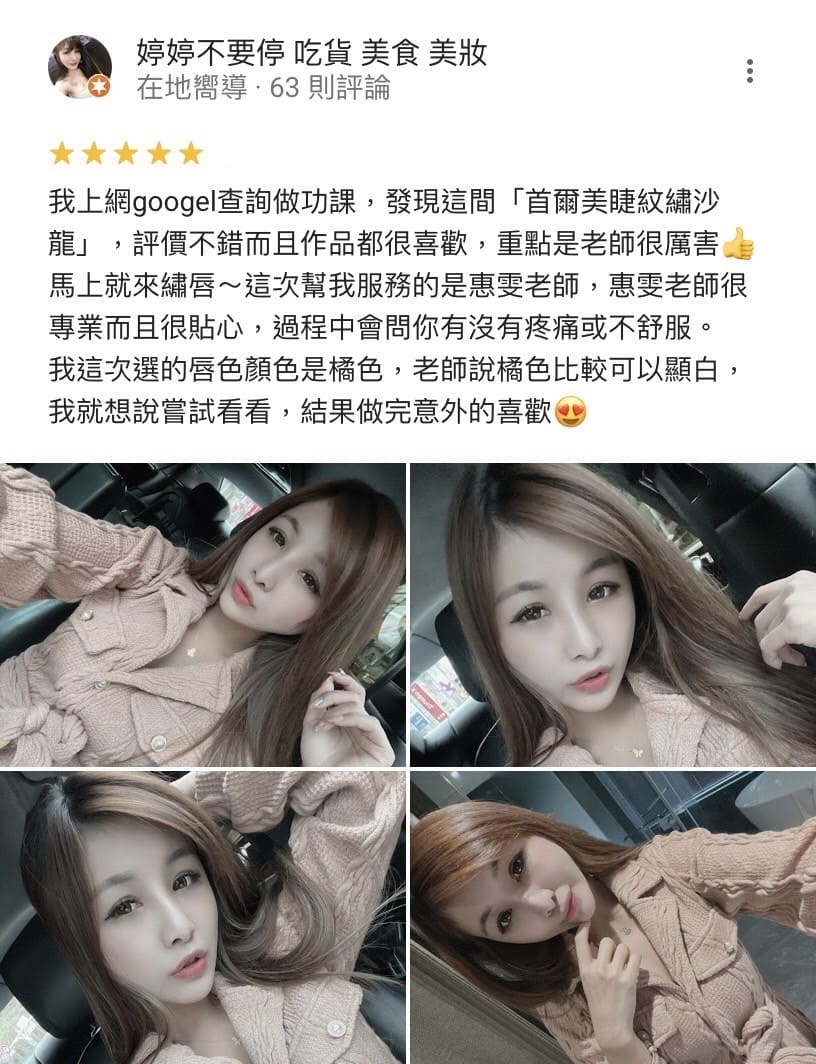 婷婷不要停 吃貨 美食 美妝
在地嚮導 · 63 則評論
我上網googel查詢做功課，發現這間「首爾美睫紋繡沙
龍」，評價不錯而且作品都很喜歡，重點是老師很厲害👍
馬上就來繡唇～這次幫我服務的是惠雯老師，惠雯老師很
專業而且很貼心，過程中會問你有沒有疼痛或不舒服。
我這次選的唇色顏色是橘色，老師說橘色比較可以顯白，
我就想說嘗試看看，結果做完意外的喜歡😍